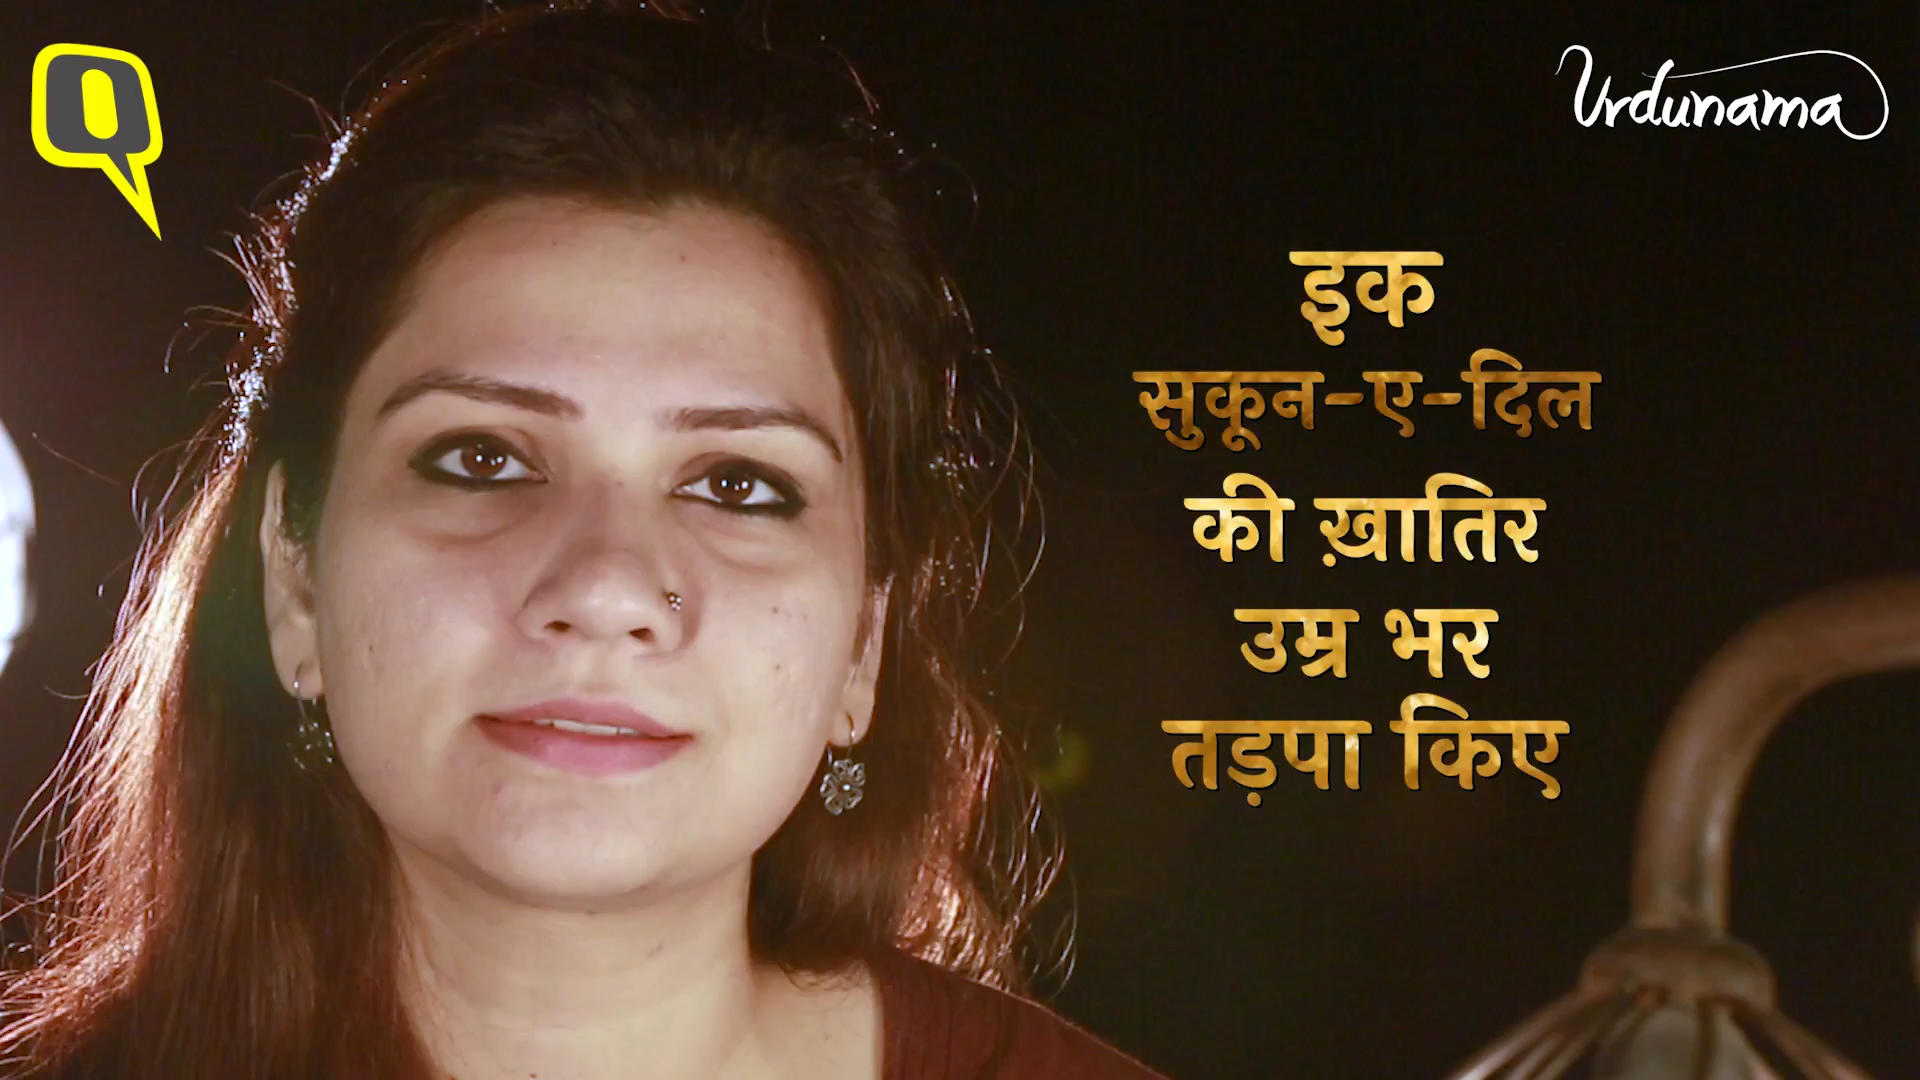 Q
Urdunama
इक
सुकून-ए-दिल
की ख़ातिर
उम्र भर
तड़पा किए